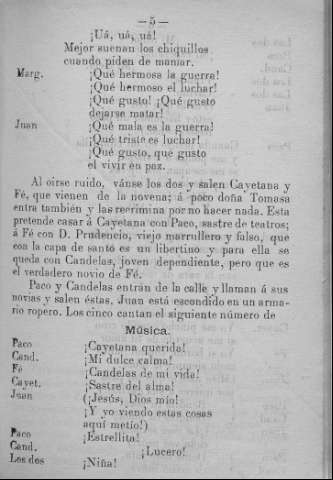 —5—
¡Uá, uá, uá!
Mejor suenan los chiquillos
cuando piden de mamar.
Marg. ¡Qué hermosa la guerra!
¡Qué hermoso el luchar!
¡Qué gusto! ¡Qué gusto
dejarse matar!
Juan ¡Qué mala es la guerra!
¡Qué triste es luchar!
¡Qué gusto, qué gusto
el vivir en paz.
Al oirse ruido, vánse los dos y salen Cayetana y
Fé, que vienen de la novena; á poco doña Tomasa
entra también y las recrimina por no hacer nada. Esta
pretende casar á Cayetana con Paco, sastre de teatros;
á Fé con D. Prudencio, viejo marrullero y falso, que
con la capa de santo es un libertino y para ella se
queda con Candelas, joven dependiente, pero que es
el verdadero novio de Fé.
Paco y Candelas entran de la calle y llaman á sus
novias y salen éstas. Juan está escondido en un arma-
rio ropero. Los cinco cantan el siguiente número de
Música.
Paco ¡Cayetana querida!
Cand. ¡Mi dulce calma!
Fé ¡Candelas de mi vida!
Cayet. ¡Sastre del alma!
Juan (¡Jesús, Dios mío!
¡Y yo viendo estas cosas
aquí metío!)
Paco ¡Estrellita!
Cand. ¡Lucero!
Los dos ¡Niña!